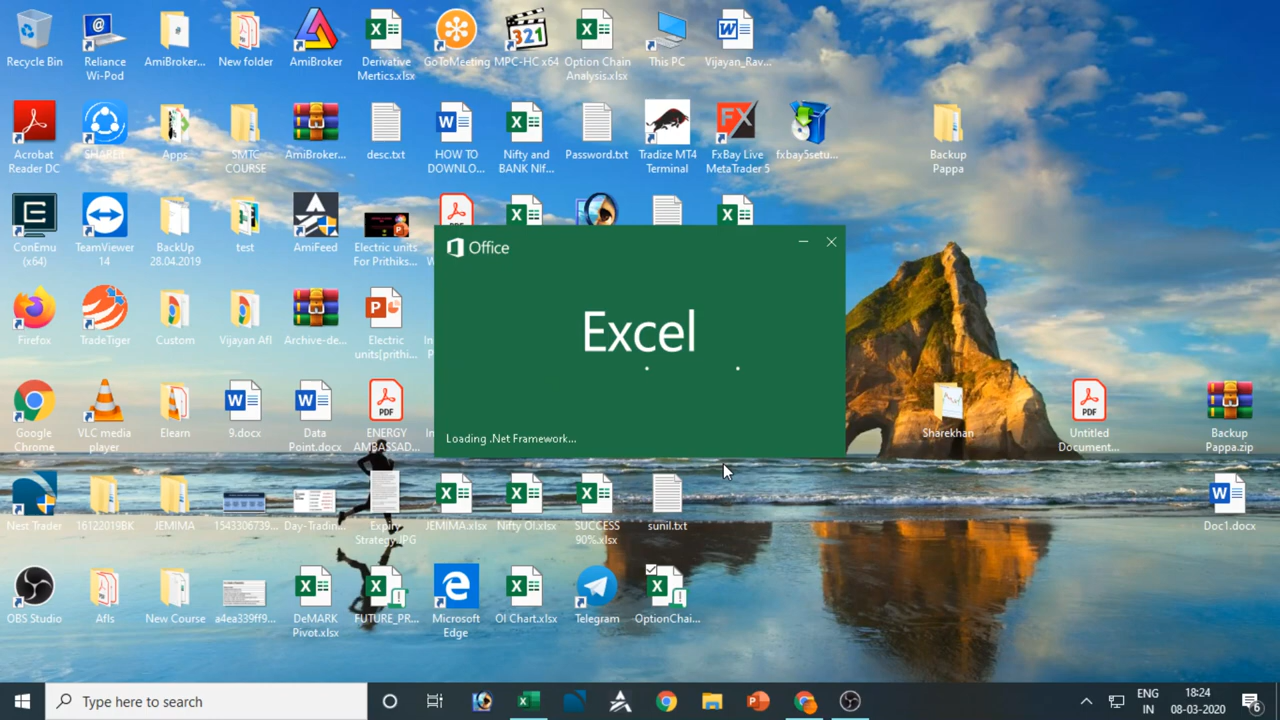 Recycle Bin
Reliance Wi-Pod
AmiBroker...
New folder
AmiBroker
Derivative Mertics.xlsx
GoToMeeting
321
MPC-HC x64
Option Chain Analysis.xlsx
This PC
Vijayan_Rav...
Acrobat Reader DC
SHAREit
Apps
SMTC COURSE
AmiBroker...
desc.txt
HOW TO DOWNLO...
Nifty and BANK NIf...
Password.txt
Tradize MT4 Terminal
FX
FxBay Live MetaTrader 5
fxbay5setu...
Backup Pappa
ConEmu (x64)
TeamViewer 14
BackUp 28.04.2019
test
AmiFeed
Electric units For Prithiks...
Office
Excel
Loading .Net Framework...
Firefox
TradeTiger
Custom
Vijayan Afl
Archive-de...
Electric units[prithi...
Google Chrome
VLC media player
Elearn
9.docx
Data Point.docx
PDF
ENERGY AMBASSAD...
Sharekhan
PDF
Untitled Documen...
Backup Pappa.zip
Nest Trader
16122019BK
JEMIMA
1543306739...
Day-Tradin...
Expiry Strategy.JPG
JEMIMA.xlsx
Nifty OI.xlsx
SUCCESS 90%.xlsx
sunil.txt
Doc1.docx
OBS Studio
Afls
New Course
a4ea339ff9...
DeMARK Pivot.xlsx
FUTURE_PR...
Microsoft Edge
OI Chart.xlsx
Telegram
OptionChai...
Type here to search
ENG
IN
18:24
08-03-2020
6